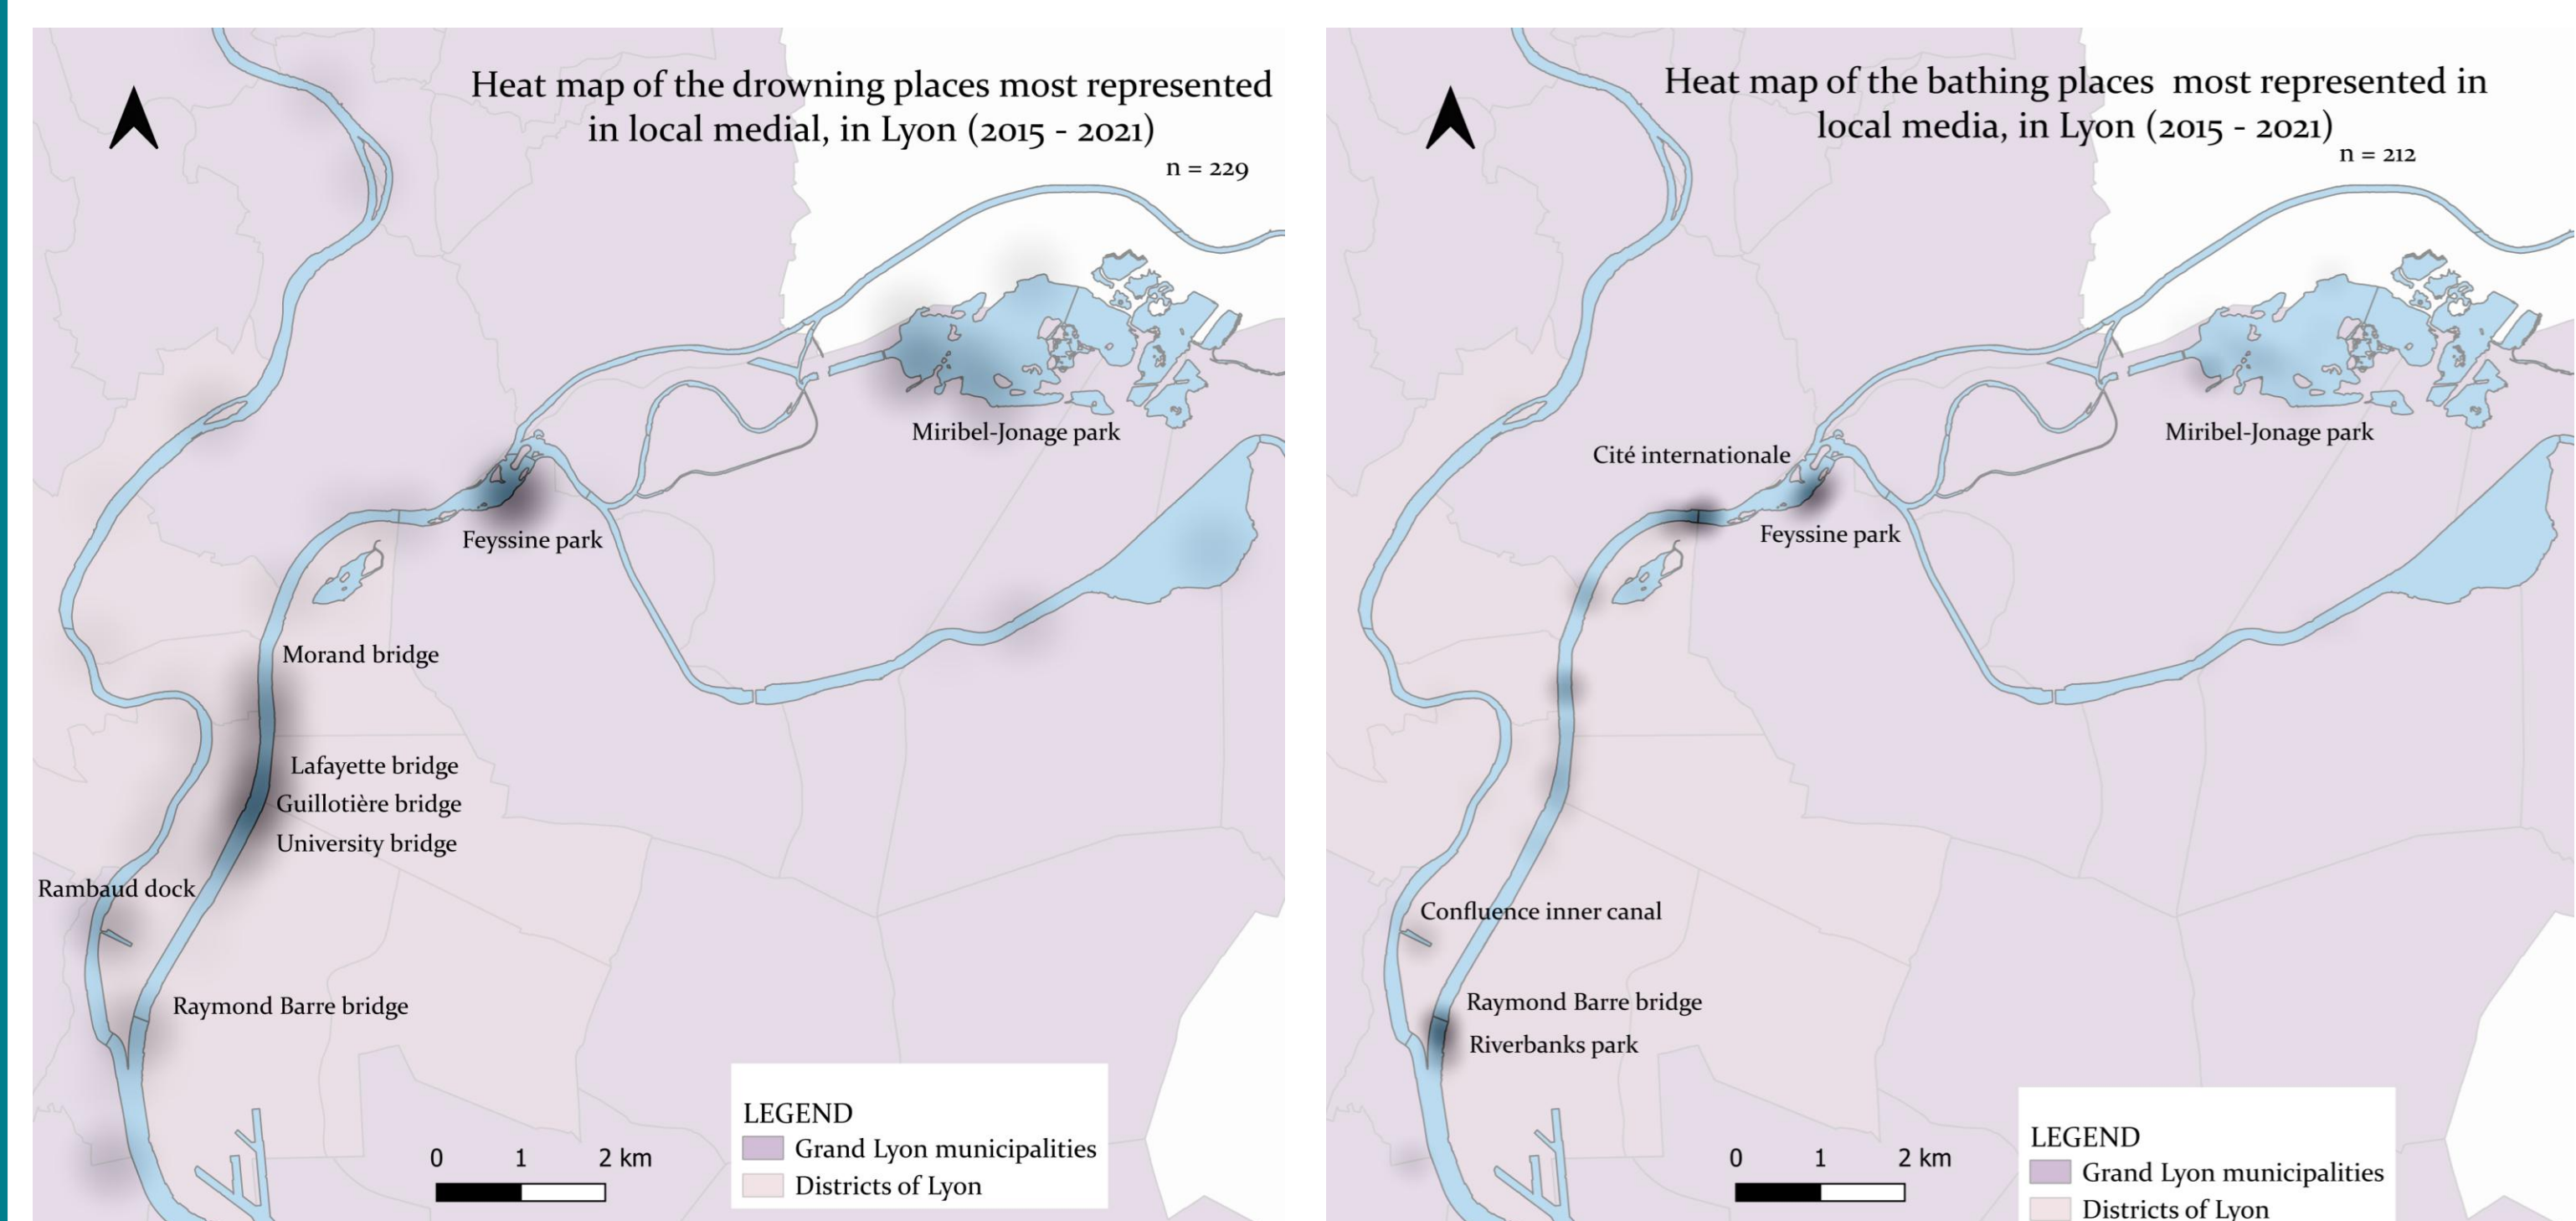 Heat map of the drowning places most represented
in local medial, in Lyon (2015 - 2021)
n = 229
Miribel-Jonage park
Feyssine park
Morand bridge
Lafayette bridge
Guillotière bridge
University bridge
Rambaud dock
Raymond Barre bridge
0 1 2 km
LEGEND
Grand Lyon municipalities
Districts of Lyon
Heat map of the bathing places most represented in
local media, in Lyon (2015 - 2021)
n = 212
Miribel-Jonage park
Cité internationale
Feyssine park
Confluence inner canal
Raymond Barre bridge
Riverbanks park
0 1 2 km
LEGEND
Grand Lyon municipalities
Districts of Lyon